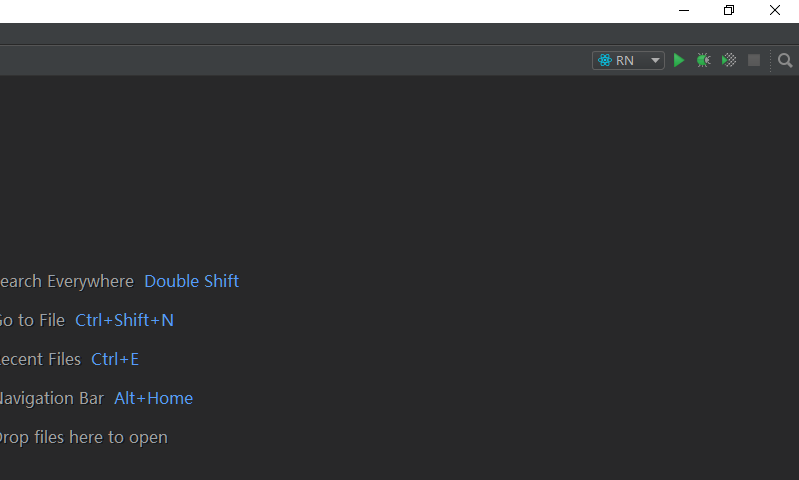 RN
earch Everywhere Double Shift
Go to File Ctrl+Shift+N
Recent Files Ctrl+E
Navigation Bar Alt+Home
Drop files here to open